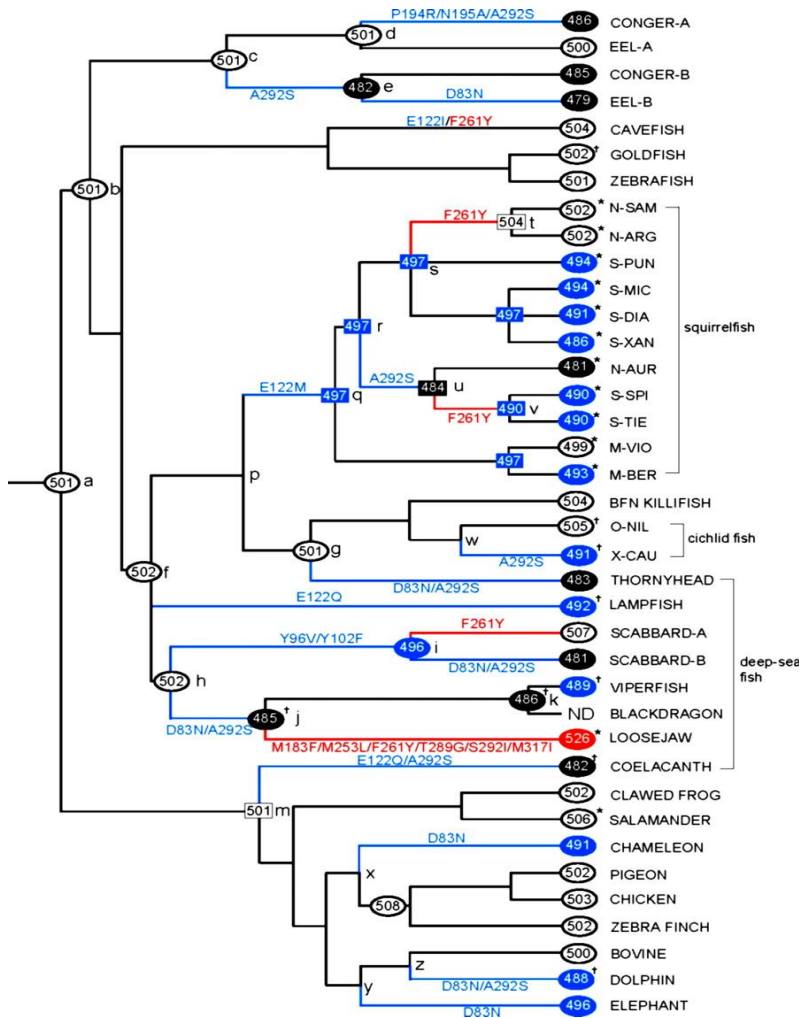 P194R/N195A/A292S
486 CONGER-A
501 d
500 EEL-A
501 c
485 CONGER-B
482 e
A292S
D83N
479 EEL-B
E122I/F261Y
504 CAVEFISH
502† GOLDFISH
501 b
501 ZEBRAFISH
F261Y
502* N-SAM
504 t
502* N-ARG
497 s
494* S-PUN
494* S-MIC
497
491* S-DIA
squirrelfish
497 r
486* S-XAN
A292S
481* N-AUR
E122M
497 q
484 u
490* S-SPI
F261Y
490 v
490* S-TIE
499* M-VIO
497
493* M-BER
501 a
p
504 BFN KILLIFISH
505† O-NIL
w
cichlid fish
501 g
A292S
491† X-CAU
502 f
D83N/A292S
483 THORNYHEAD
E122Q
492† LAMPFISH
F261Y
507 SCABBARD-A
Y96V/Y102F
496 i
D83N/A292S
481 SCABBARD-B
deep-sea
fish
502 h
489† VIPERFISH
486† k
485† j
ND BLACKDRAGON
D83N/A292S
M183F/M253L/F261Y/T289G/S292I/M317I
526* LOOSEJAW
E122Q/A292S
482† COELACANTH
501 m
502 CLAWED FROG
506* SALAMANDER
D83N
491 CHAMELEON
x
502 PIGEON
508
503 CHICKEN
502 ZEBRA FINCH
500 BOVINE
z
D83N/A292S
488† DOLPHIN
y
D83N
496 ELEPHANT